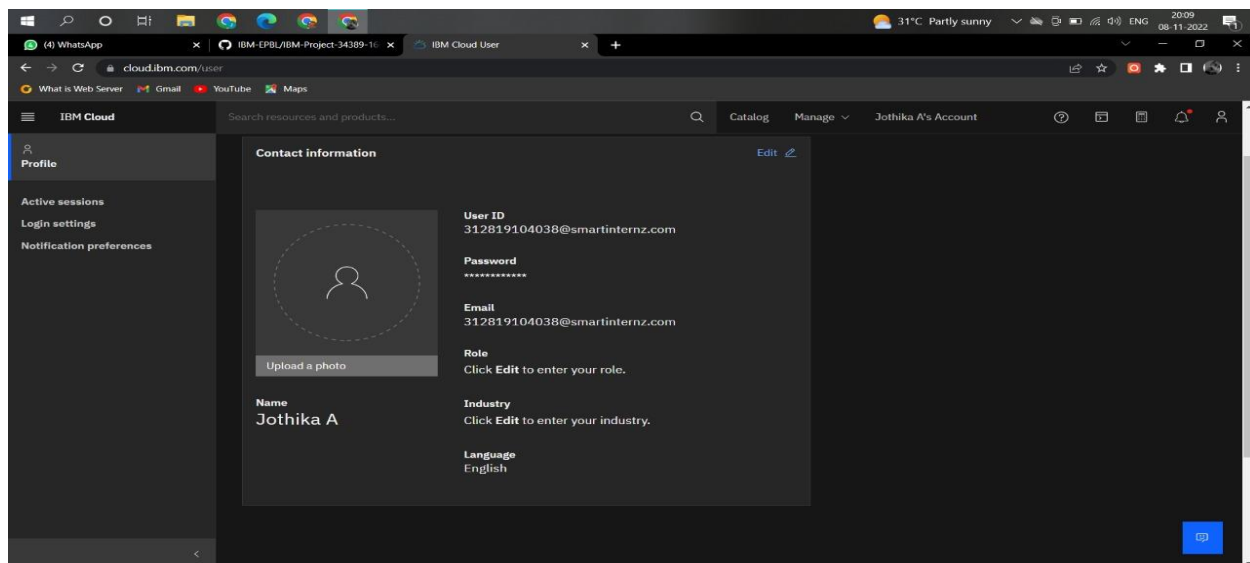 31°C Partly sunny ENG 20:09
08-11-2022
(4) WhatsApp IBM-EPBL/IBM-Project-34389-16 IBM Cloud User
cloud.ibm.com/user
What is Web Server Gmail YouTube Maps
IBM Cloud Search resources and products... Catalog Manage Jothika A's Account
Profile
Active sessions
Login settings
Notification preferences
Contact information Edit
Upload a photo
Name
Jothika A
User ID
312819104038@smartinternz.com
Password
************
Email
312819104038@smartinternz.com
Role
Click Edit to enter your role.
Industry
Click Edit to enter your industry.
Language
English